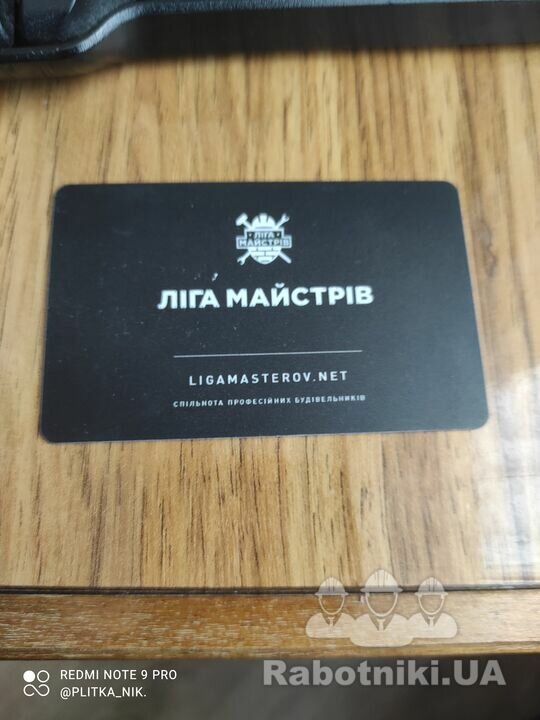 ЛІГА
МАЙСТРІВ
ЛІГА МАЙСТРІВ
LIGAMASTEROV.NET
СПІЛЬНОТА ПРОФЕСІЙНИХ БУДІВЕЛЬНИКІВ
REDMI NOTE 9 PRO
@PLITKA_NIK.
Rabotniki.UA